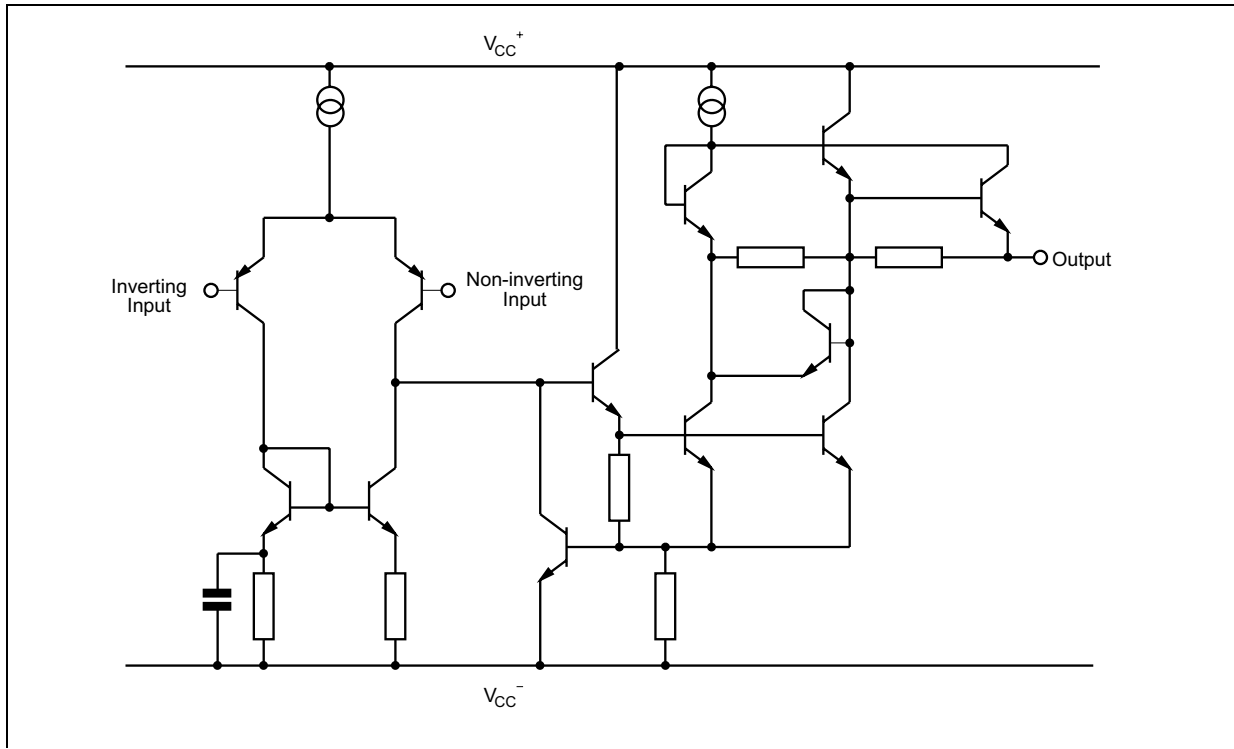 VCC+
Inverting
Input
Non-inverting
Input
Output
VCC−